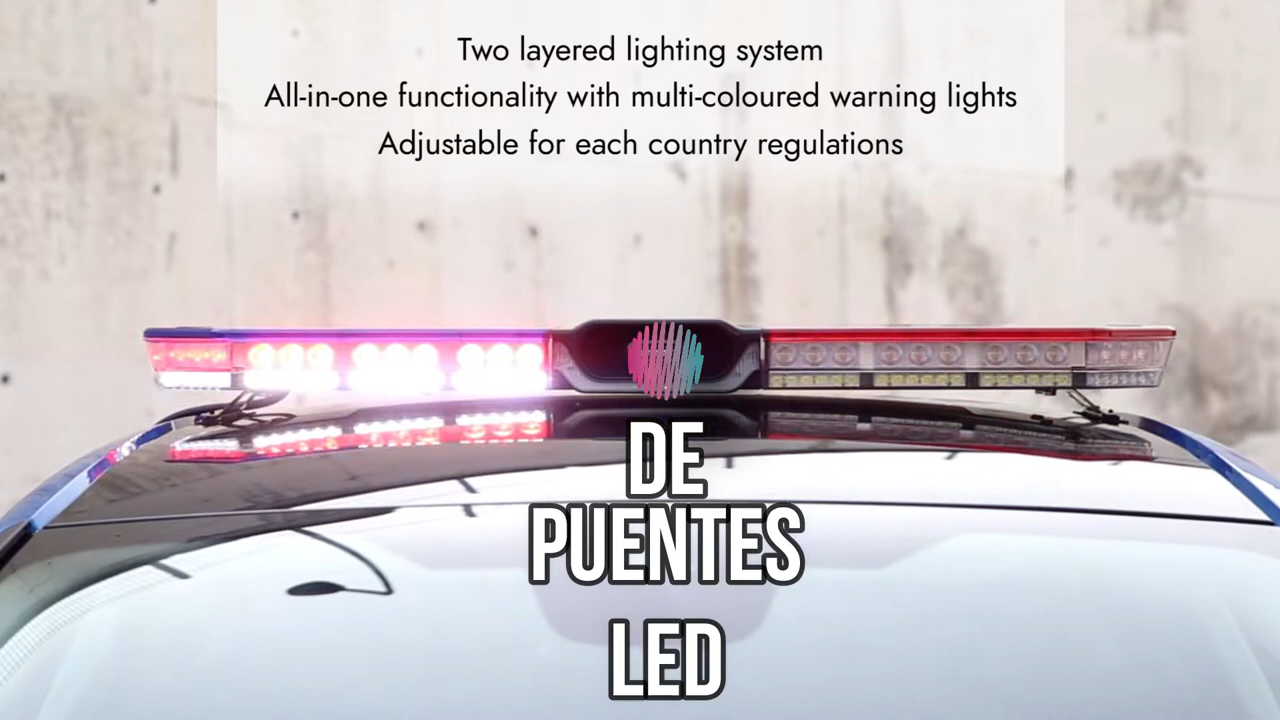 Two layered lighting system
All-in-one functionality with multi-coloured warning lights
Adjustable for each country regulations
DE
PUENTES
LED